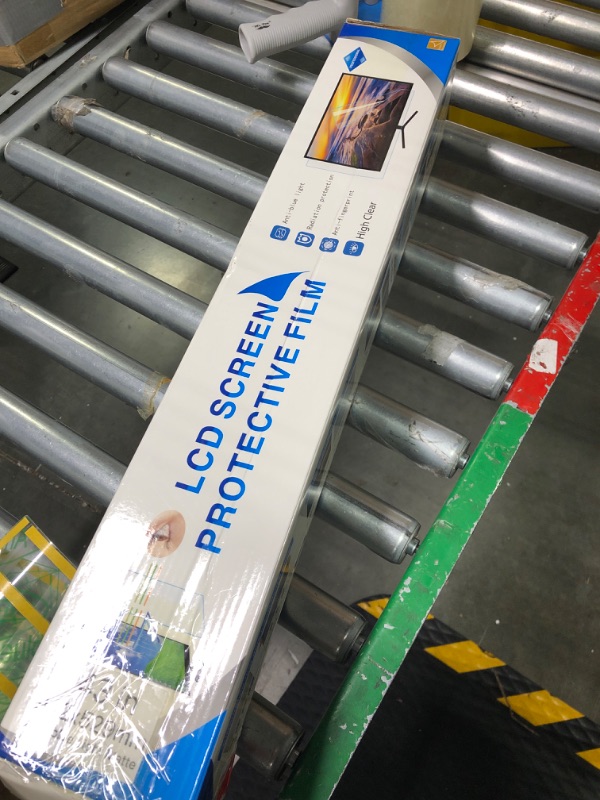 Anti-blue light
Radiation protection
Anti-fingerprint
High Clear
LCD SCREEN
PROTECTIVE FILM